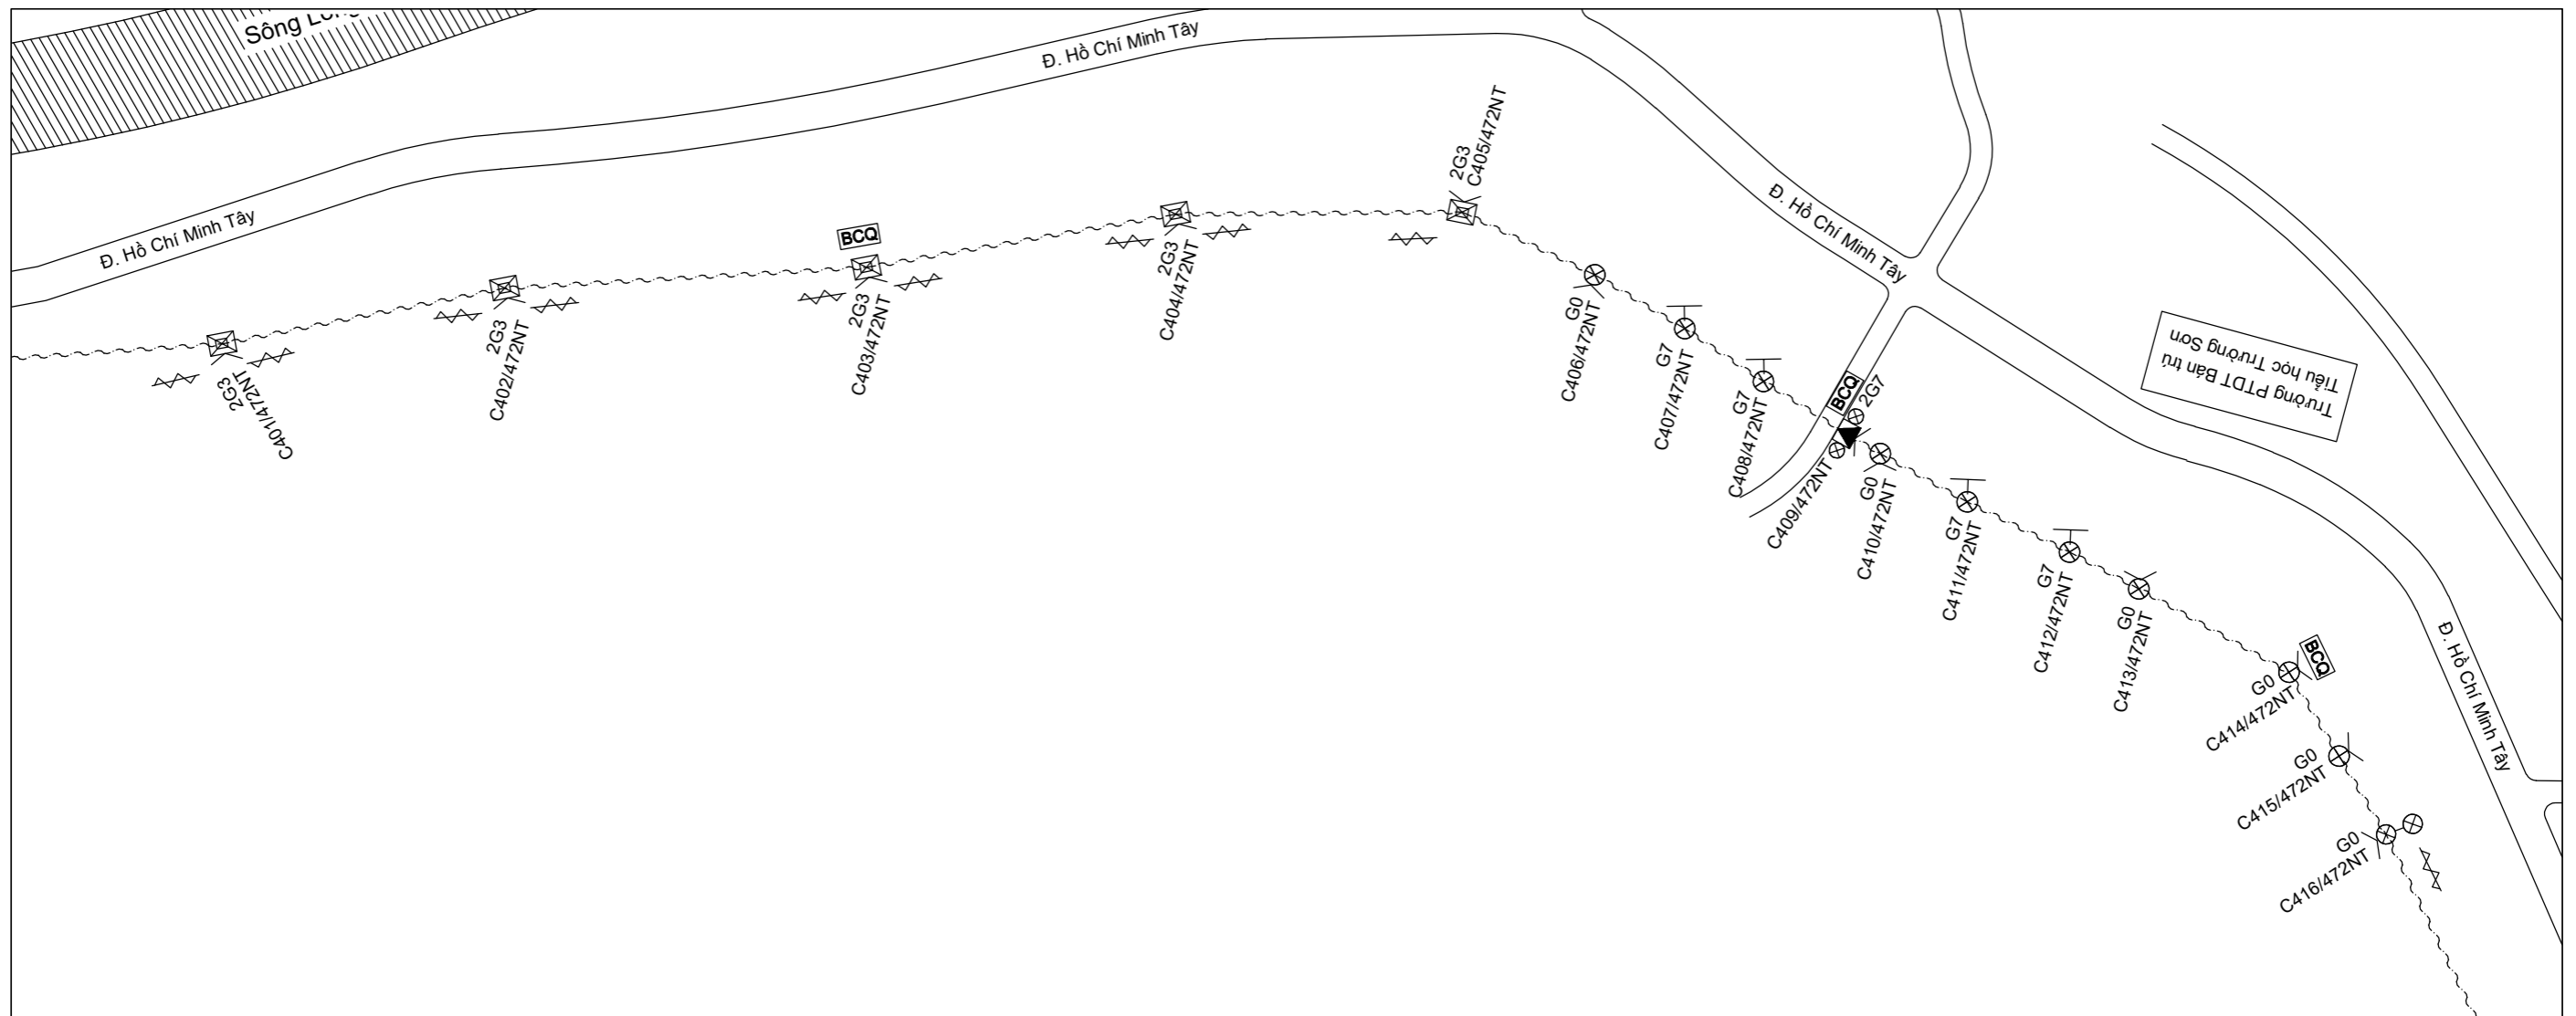 Sông
Đ. Hồ Chí Minh Tây
Đ. Hồ Chí Minh Tây
2G3
C401/472NT
2G3
C402/472NT
BCQ
2G3
C403/472NT
2G3
C404/472NT
2G3
C405/472NT
G0
C406/472NT
G7
C407/472NT
G7
C408/472NT
Đ. Hồ Chí Minh Tây
BCQ
2G7
C409/472NT
G0
C410/472NT
G7
C411/472NT
G7
C412/472NT
G0
C413/472NT
Trường PTDT Bán trú
Tiểu học Trường Sơn
BCQ
G0
C414/472NT
G0
C415/472NT
G0
C416/472NT
Đ. Hồ Chí Minh Tây